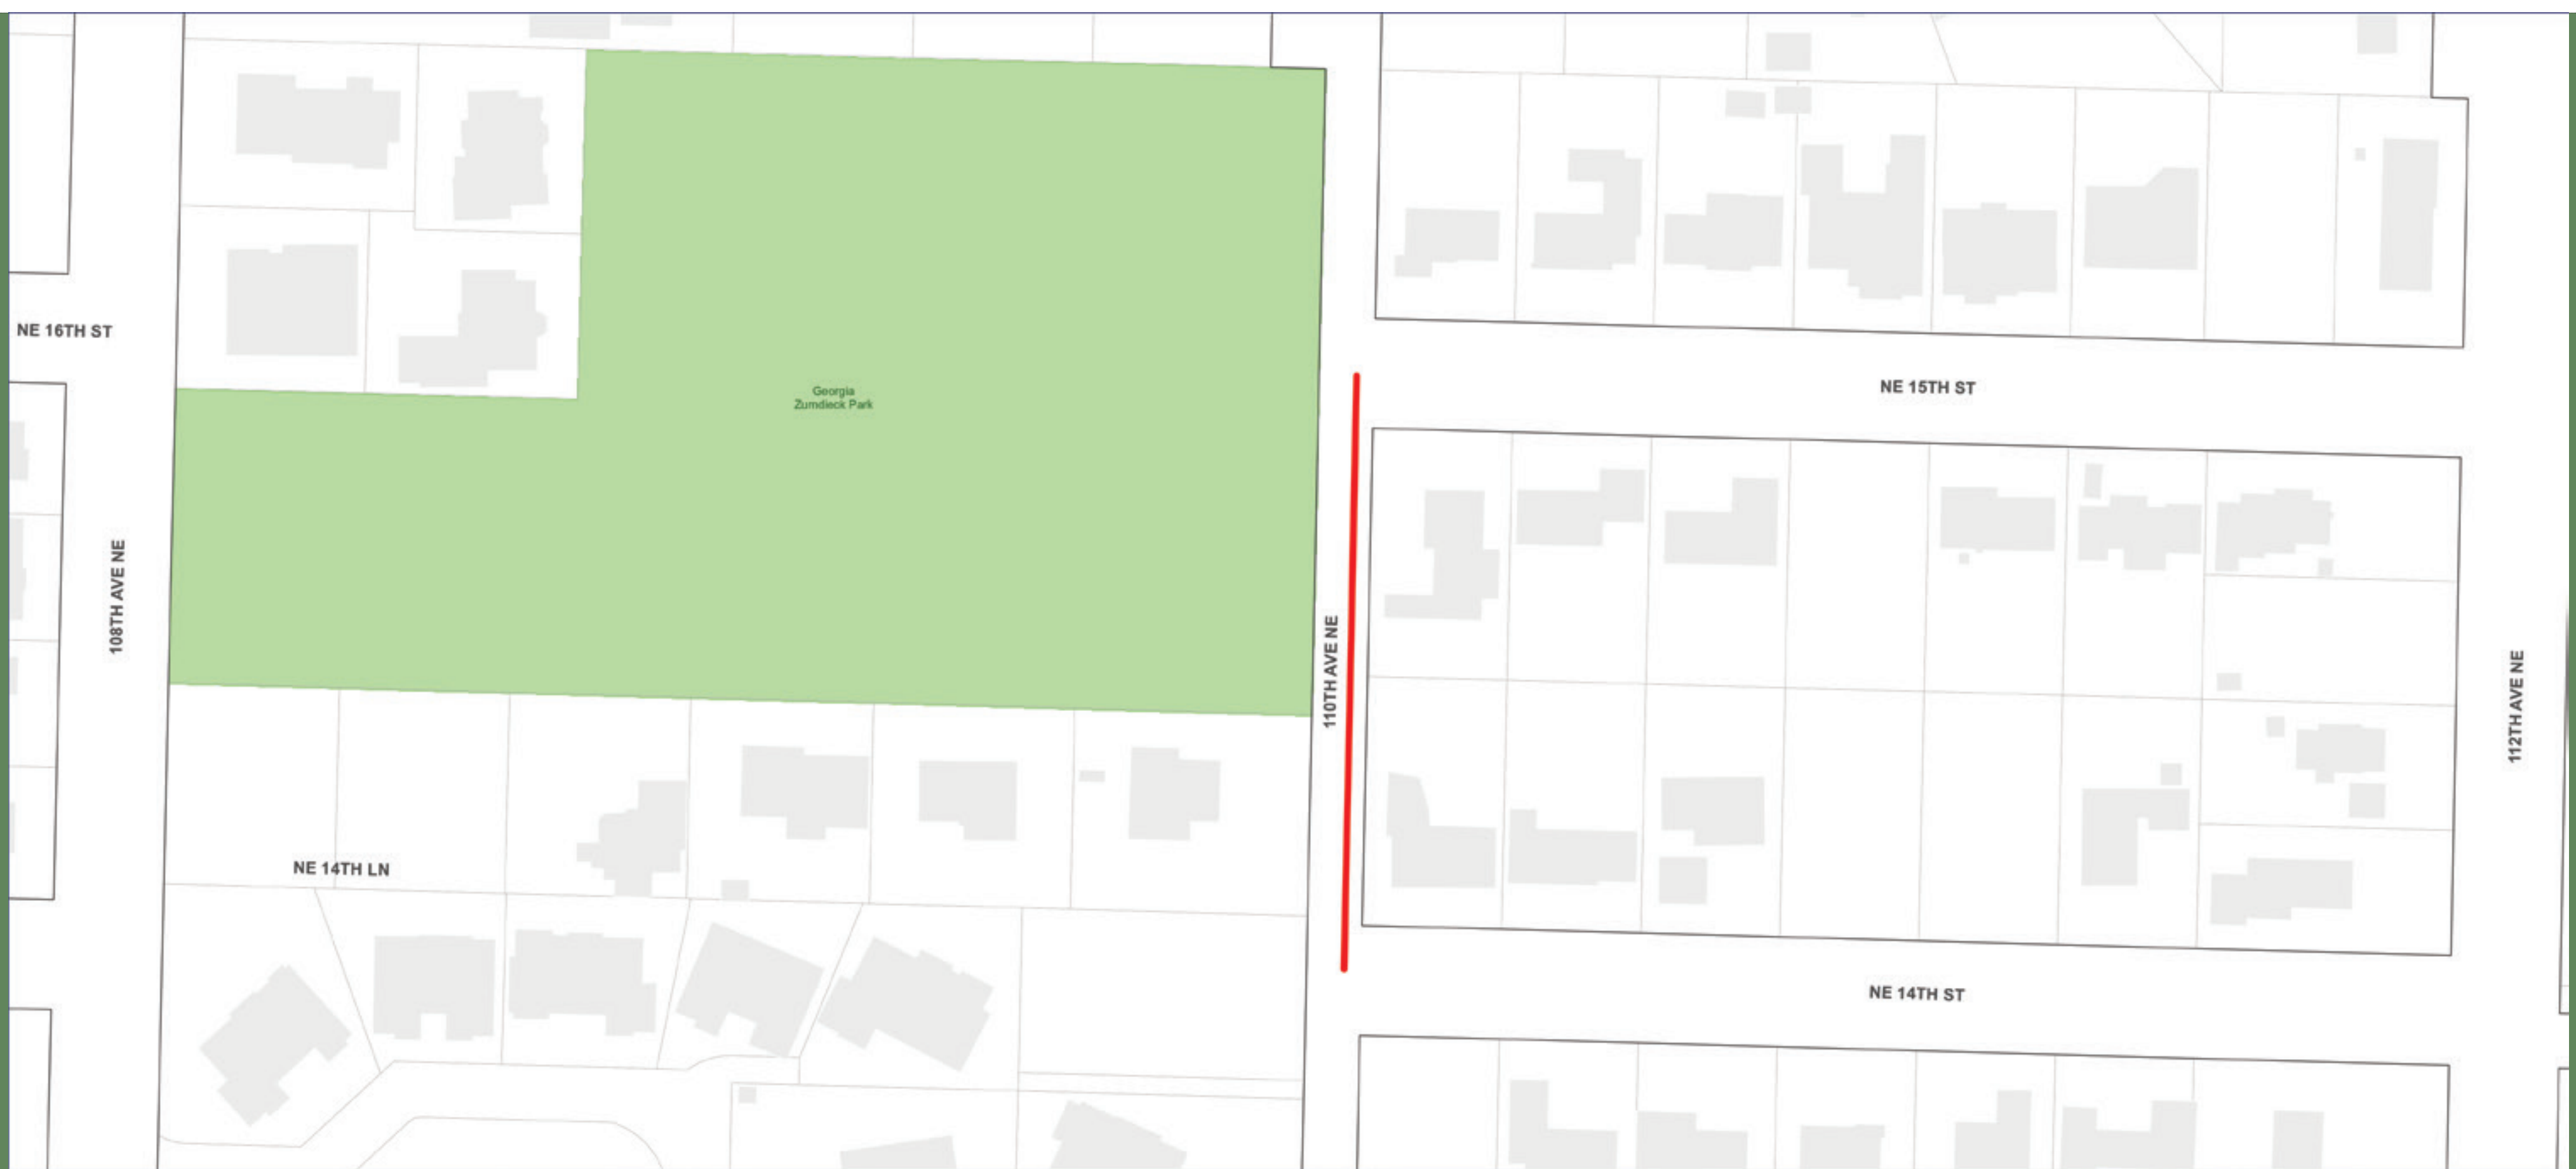 NE 16TH ST
NE 15TH ST
Georgia
Zumdieck Park
108TH AVE NE
110TH AVE NE
112TH AVE NE
NE 14TH LN
NE 14TH ST